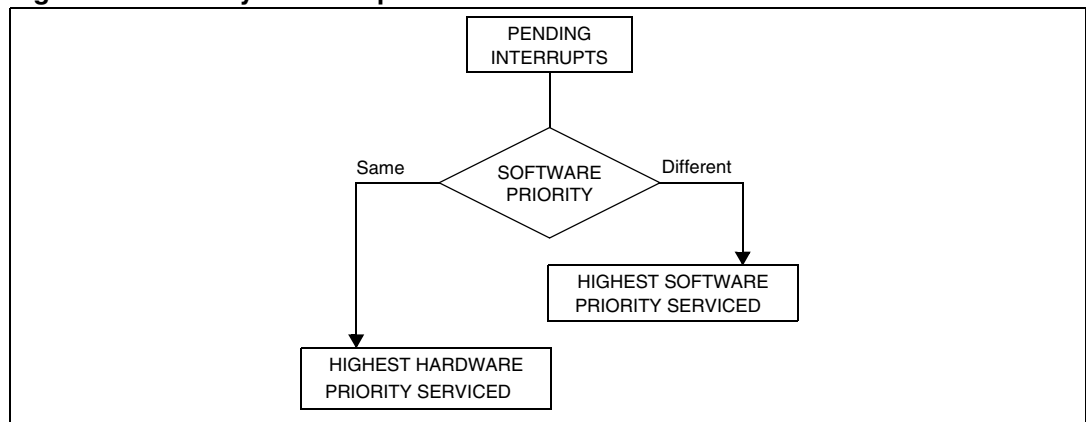 PENDING
INTERRUPTS
Same
SOFTWARE
PRIORITY
Different
HIGHEST SOFTWARE
PRIORITY SERVICED
HIGHEST HARDWARE
PRIORITY SERVICED